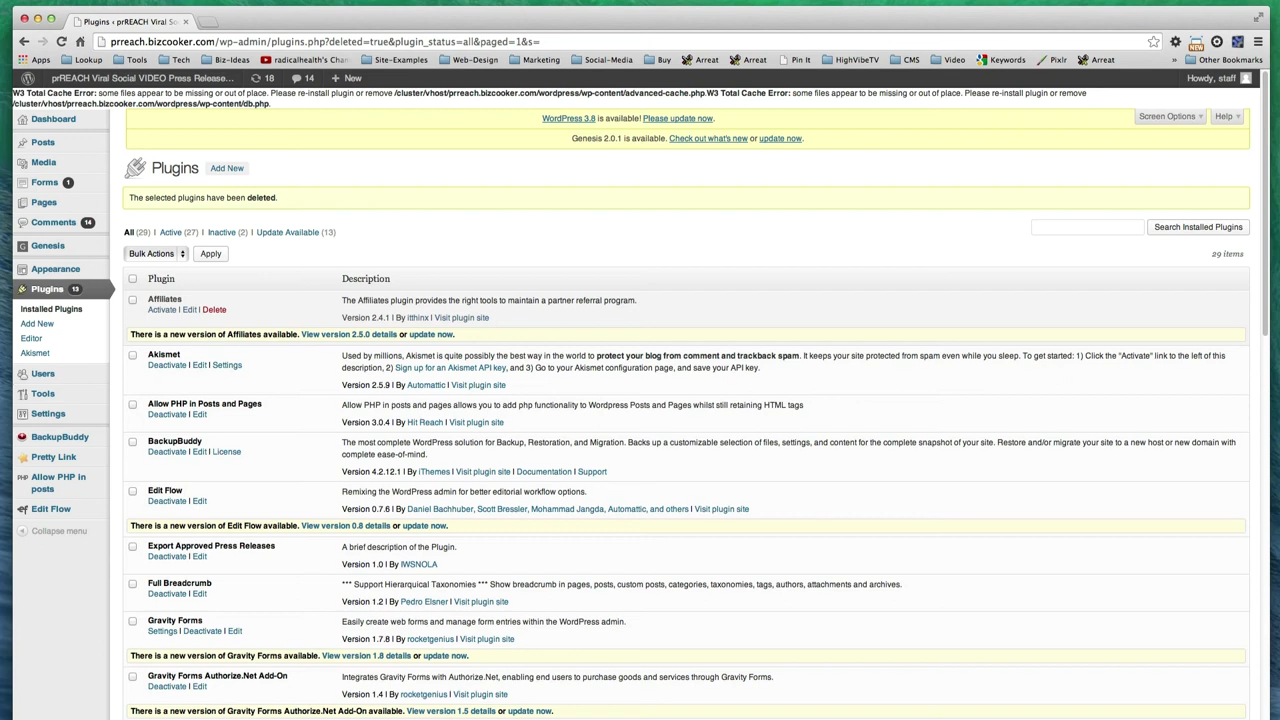 Plugins ‹ prREACH Viral So
prreach.bizcooker.com/wp-admin/plugins.php?deleted=true&plugin_status=all&paged=1&s=
Apps Lookup Tools Tech Biz-Ideas radicalhealth's Chan Site-Examples Web-Design Marketing Social-Media Buy Arreat Arreat Pin It HighVibeTV CMS Video Keywords Pixlr Arreat » Other Bookmarks
prREACH Viral Social VIDEO Press Release... 18 14 + New Howdy, staff
W3 Total Cache Error: some files appear to be missing or out of place. Please re-install plugin or remove /cluster/vhost/prreach.bizcooker.com/wordpress/wp-content/advanced-cache.php.W3 Total Cache Error: some files appear to be missing or out of place. Please re-install plugin or remove
/cluster/vhost/prreach.bizcooker.com/wordpress/wp-content/db.php.
WordPress 3.8 is available! Please update now.
Screen Options
Help
Genesis 2.0.1 is available. Check out what's new or update now.
Dashboard
Posts
Media
Forms 1
Pages
Comments 14
Genesis
Appearance
Plugins 13
Installed Plugins
Add New
Editor
Akismet
Users
Tools
Settings
BackupBuddy
Pretty Link
PHP Allow PHP in
posts
Edit Flow
Collapse menu
Plugins Add New
The selected plugins have been deleted.
All (29) | Active (27) | Inactive (2) | Update Available (13)
Search Installed Plugins
Bulk Actions Apply
29 items
Plugin Description
Affiliates The Affiliates plugin provides the right tools to maintain a partner referral program.
Activate | Edit | Delete
Version 2.4.1 | By itthinx | Visit plugin site
There is a new version of Affiliates available. View version 2.5.0 details or update now.
Akismet Used by millions, Akismet is quite possibly the best way in the world to protect your blog from comment and trackback spam. It keeps your site protected from spam even while you sleep. To get started: 1) Click the "Activate" link to the left of this
Deactivate | Edit | Settings description, 2) Sign up for an Akismet API key, and 3) Go to your Akismet configuration page, and save your API key.
Version 2.5.9 | By Automattic | Visit plugin site
Allow PHP in Posts and Pages Allow PHP in posts and pages allows you to add php functionality to Wordpress Posts and Pages whilst still retaining HTML tags
Deactivate | Edit
Version 3.0.4 | By Hit Reach | Visit plugin site
BackupBuddy The most complete WordPress solution for Backup, Restoration, and Migration. Backs up a customizable selection of files, settings, and content for the complete snapshot of your site. Restore and/or migrate your site to a new host or new domain with
Deactivate | Edit | License complete ease-of-mind.
Version 4.2.12.1 | By iThemes | Visit plugin site | Documentation | Support
Edit Flow Remixing the WordPress admin for better editorial workflow options.
Deactivate | Edit
Version 0.7.6 | By Daniel Bachhuber, Scott Bressler, Mohammad Jangda, Automattic, and others | Visit plugin site
There is a new version of Edit Flow available. View version 0.8 details or update now.
Export Approved Press Releases A brief description of the Plugin.
Deactivate | Edit
Version 1.0 | By IWSNOLA
Full Breadcrumb *** Support Hierarquical Taxonomies *** Show breadcrumb in pages, posts, custom posts, categories, taxonomies, tags, authors, attachments and archives.
Deactivate | Edit
Version 1.2 | By Pedro Elsner | Visit plugin site
Gravity Forms Easily create web forms and manage form entries within the WordPress admin.
Settings | Deactivate | Edit
Version 1.7.8 | By rocketgenius | Visit plugin site
There is a new version of Gravity Forms available. View version 1.8 details or update now.
Gravity Forms Authorize.Net Add-On Integrates Gravity Forms with Authorize.Net, enabling end users to purchase goods and services through Gravity Forms.
Deactivate | Edit
Version 1.4 | By rocketgenius | Visit plugin site
There is a new version of Gravity Forms Authorize.Net Add-On available. View version 1.5 details or update now.